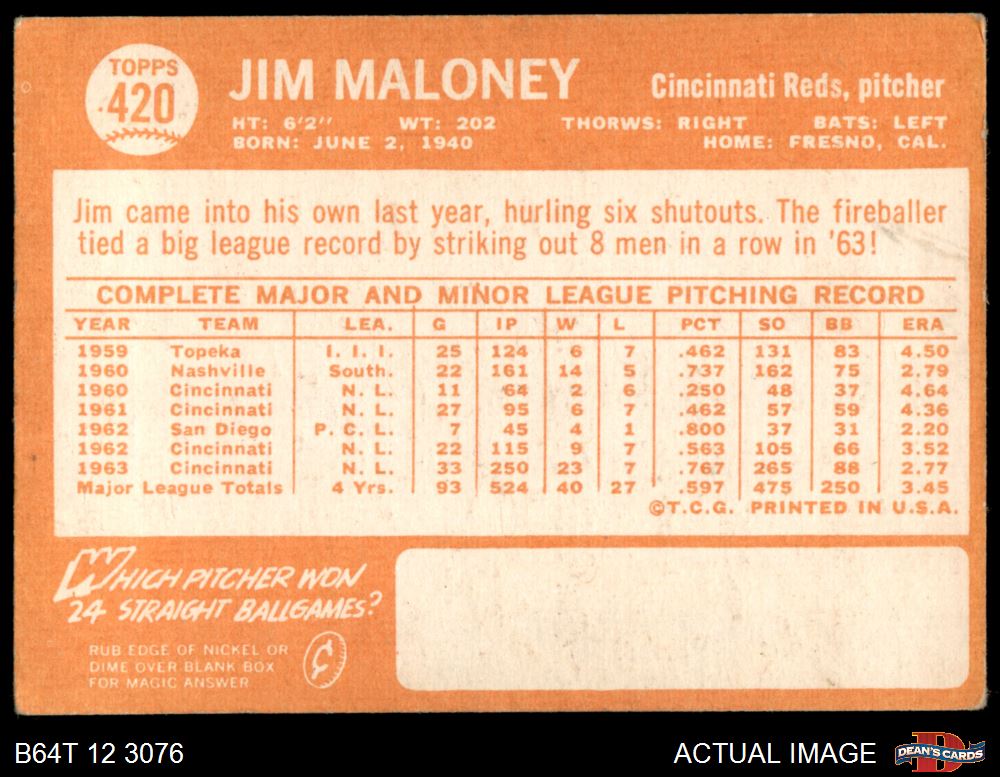 TOPPS
420
JIM MALONEY
Cincinnati Reds, pitcher
HT: 6'2'' WT: 202 THORWS: RIGHT BATS: LEFT
BORN: JUNE 2, 1940 HOME: FRESNO, CAL.
Jim came into his own last year, hurling six shutouts. The fireballer
tied a big league record by striking out 8 men in a row in '63!
COMPLETE MAJOR AND MINOR LEAGUE PITCHING RECORD
YEAR TEAM LEA. G IP W L PCT SO BB ERA
1959 Topeka I. I. I. 25 124 6 7 .462 131 83 4.50
1960 Nashville South. 22 161 14 5 .737 162 75 2.79
1960 Cincinnati N. L. 11 64 2 6 .250 48 37 4.64
1961 Cincinnati N. L. 27 95 6 7 .462 57 59 4.36
1962 San Diego P. C. L. 7 45 4 1 .800 37 31 2.20
1962 Cincinnati N. L. 22 115 9 7 .563 105 66 3.52
1963 Cincinnati N. L. 33 250 23 7 .767 265 88 2.77
Major League Totals 4 Yrs. 93 524 40 27 .597 475 250 3.45
©T.C.G. PRINTED IN U.S.A.
WHICH PITCHER WON
24 STRAIGHT BALLGAMES?
RUB EDGE OF NICKEL OR
DIME OVER BLANK BOX
FOR MAGIC ANSWER
B64T 12 3076
ACTUAL IMAGE
D
DEAN'S CARDS